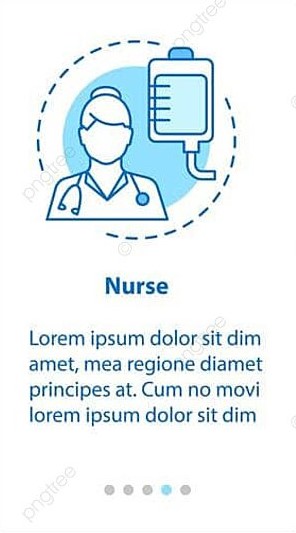 pngtree
pngtree
Nurse
Lorem ipsum dolor sit dim
amet, mea regione diamet
principes at. Cum no movi
lorem ipsum dolor sit dim
pngtree
pngtree